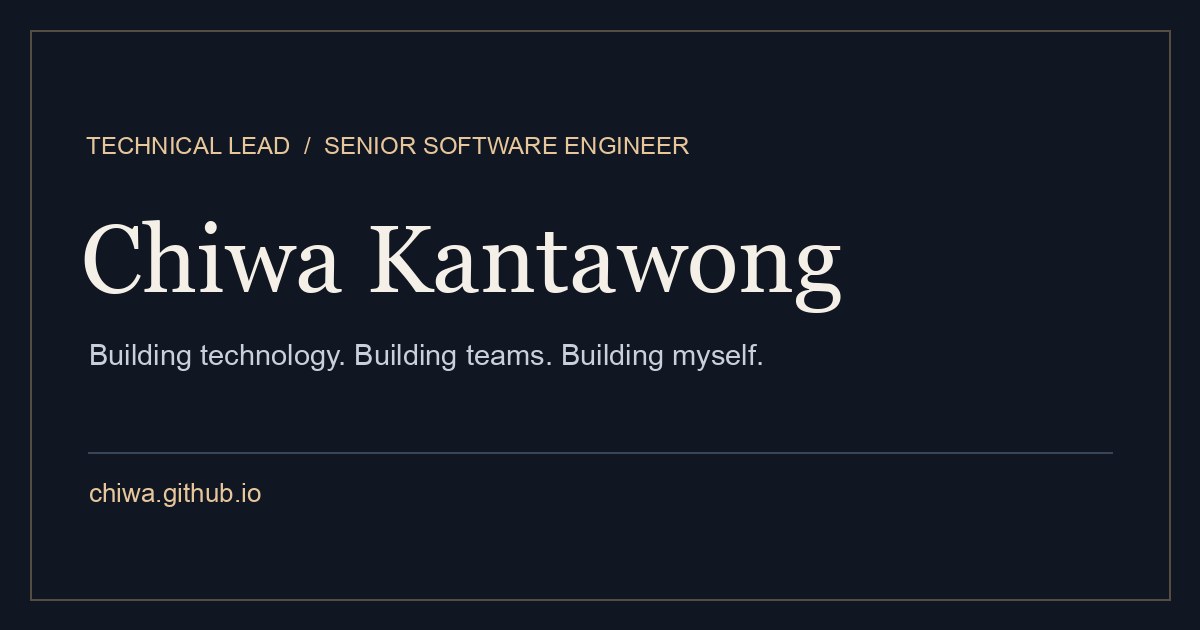 TECHNICAL LEAD / SENIOR SOFTWARE ENGINEER
Chiwa Kantawong
Building technology. Building teams. Building myself.
chiwa.github.io